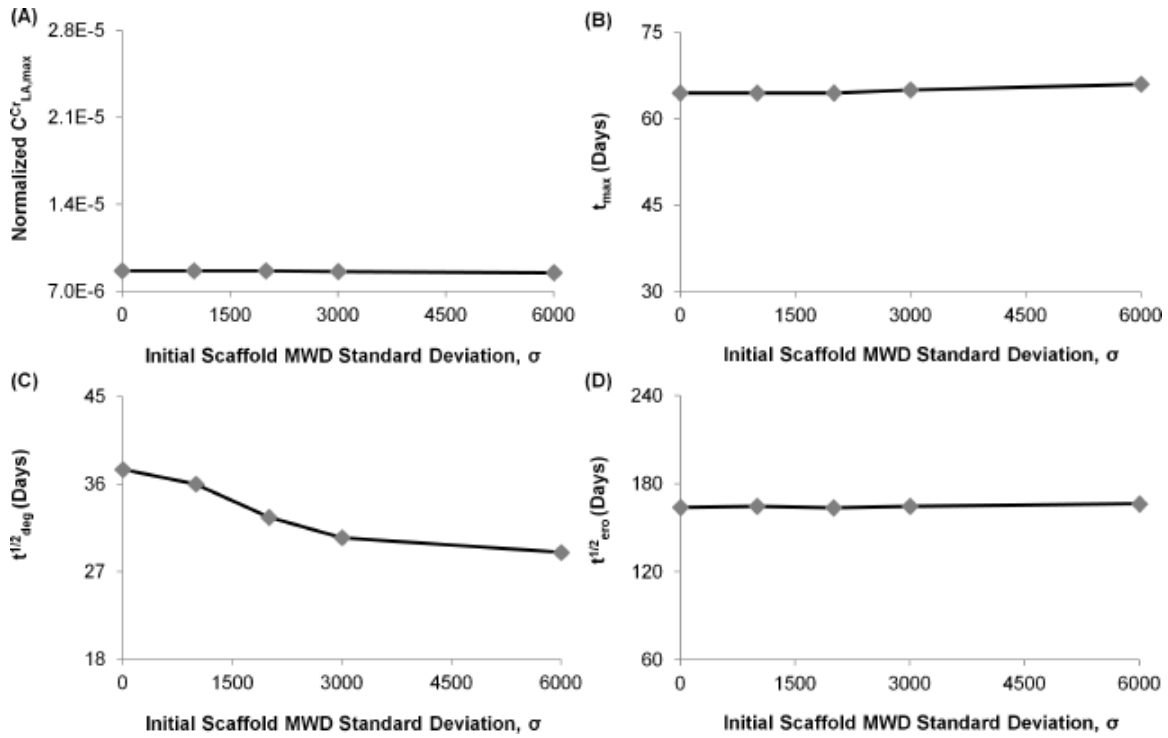 (A)
2.8E-5
2.1E-5
1.4E-5
7.0E-6
Normalized C^Cr_LA,max
0 1500 3000 4500 6000
Initial Scaffold MWD Standard Deviation, σ
(B)
75
60
45
30
t_max (Days)
0 1500 3000 4500 6000
Initial Scaffold MWD Standard Deviation, σ
(C)
45
36
27
18
t^1/2_deg (Days)
0 1500 3000 4500 6000
Initial Scaffold MWD Standard Deviation, σ
(D)
240
180
120
60
t^1/2_ero (Days)
0 1500 3000 4500 6000
Initial Scaffold MWD Standard Deviation, σ